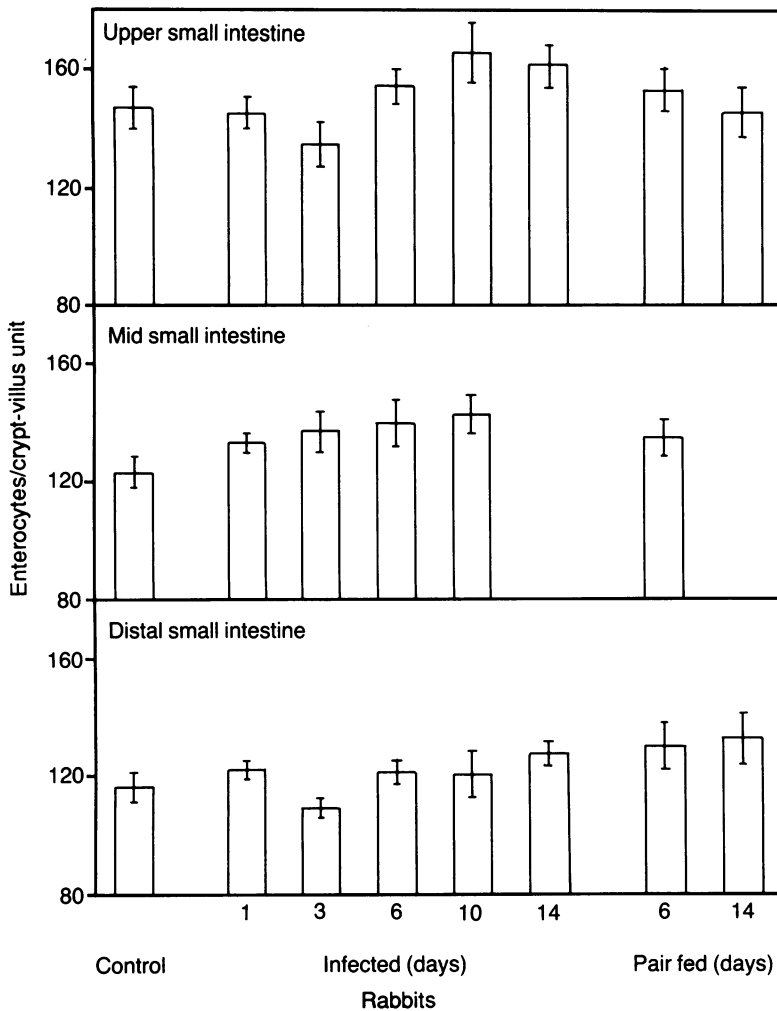 Enterocytes/crypt-villus unit
Upper small intestine
160
120
80
Mid small intestine
160
120
80
Distal small intestine
160
120
80
1 3 6 10 14 6 14
Control Infected (days) Pair fed (days)
Rabbits